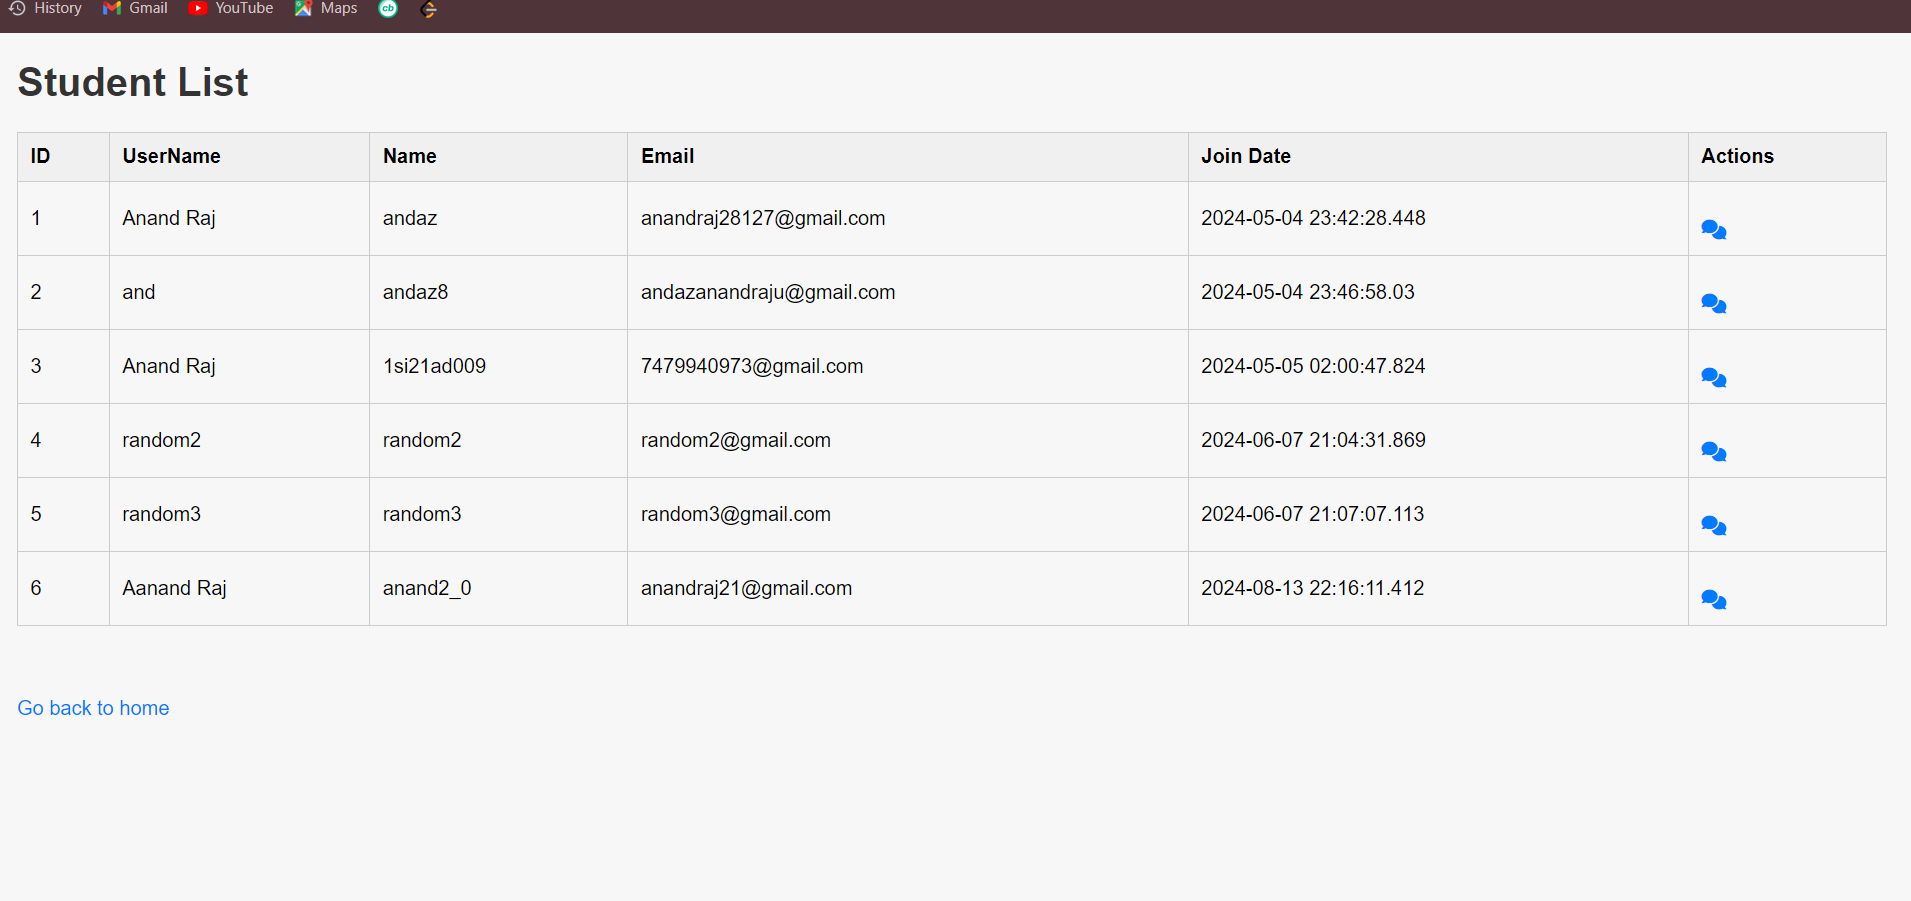 History Gmail YouTube Maps cb
Student List
ID UserName Name Email Join Date Actions
1 Anand Raj andaz anandraj28127@gmail.com 2024-05-04 23:42:28.448
2 and andaz8 andazanandraju@gmail.com 2024-05-04 23:46:58.03
3 Anand Raj 1si21ad009 7479940973@gmail.com 2024-05-05 02:00:47.824
4 random2 random2 random2@gmail.com 2024-06-07 21:04:31.869
5 random3 random3 random3@gmail.com 2024-06-07 21:07:07.113
6 Aanand Raj anand2_0 anandraj21@gmail.com 2024-08-13 22:16:11.412
Go back to home